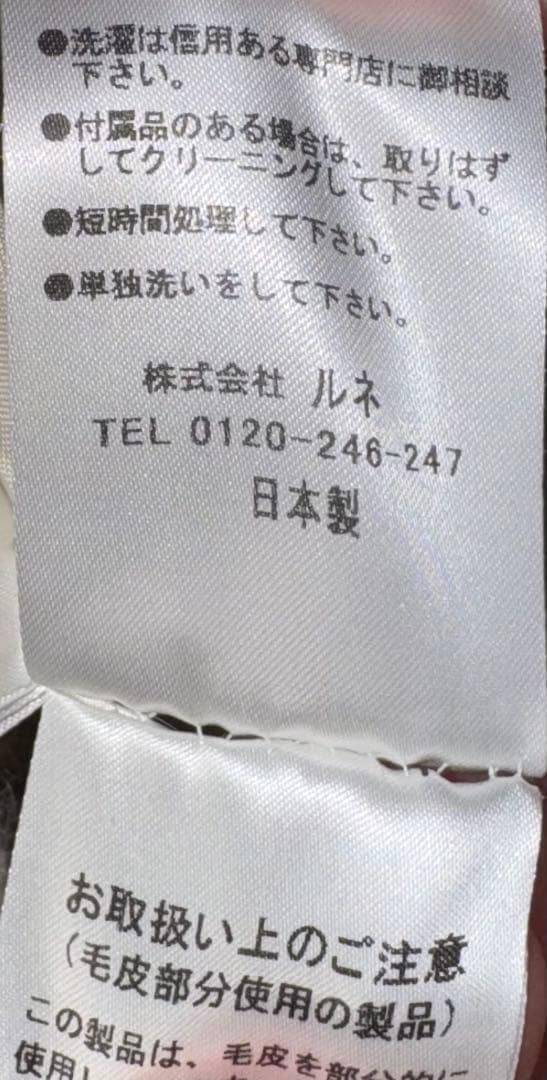 ●洗濯は信用ある専門店に御相談
下さい。
●付属品のある場合は、取りはず
してクリーニングして下さい。
●短時間処理して下さい。
●単独洗いをして下さい。
株式会社 ルネ
TEL 0120-246-247
日本製
お取扱い上のご注意
(毛皮部分使用の製品)
この製品は、毛皮を部分的に
使用し